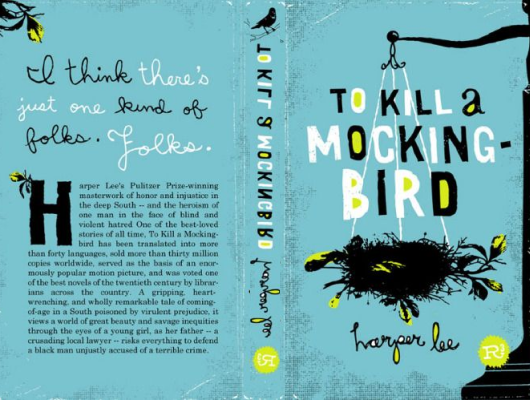 I think there's
just one kind of
folks. Folks.
Harper Lee's Pulitzer Prize-winning
masterwork of honor and injustice in
the deep South -- and the heroism of
one man in the face of blind and
violent hatred One of the best-loved
stories of all time, To Kill a Mocking-
bird has been translated into more
than forty languages, sold more than thirty million
copies worldwide, served as the basis of an enor-
mously popular motion picture, and was voted one
of the best novels of the twentieth century by librar-
ians across the country. A gripping, heart-
wrenching, and wholly remarkable tale of coming-
of-age in a South poisoned by virulent prejudice, it
views a world of great beauty and savage inequities
through the eyes of a young girl, as her father -- a
crusading local lawyer -- risks everything to defend
a black man unjustly accused of a terrible crime.
TO KILL a MOCKINGBIRD
harper lee
TO KILL a
MOCKING-
BIRD
harper lee